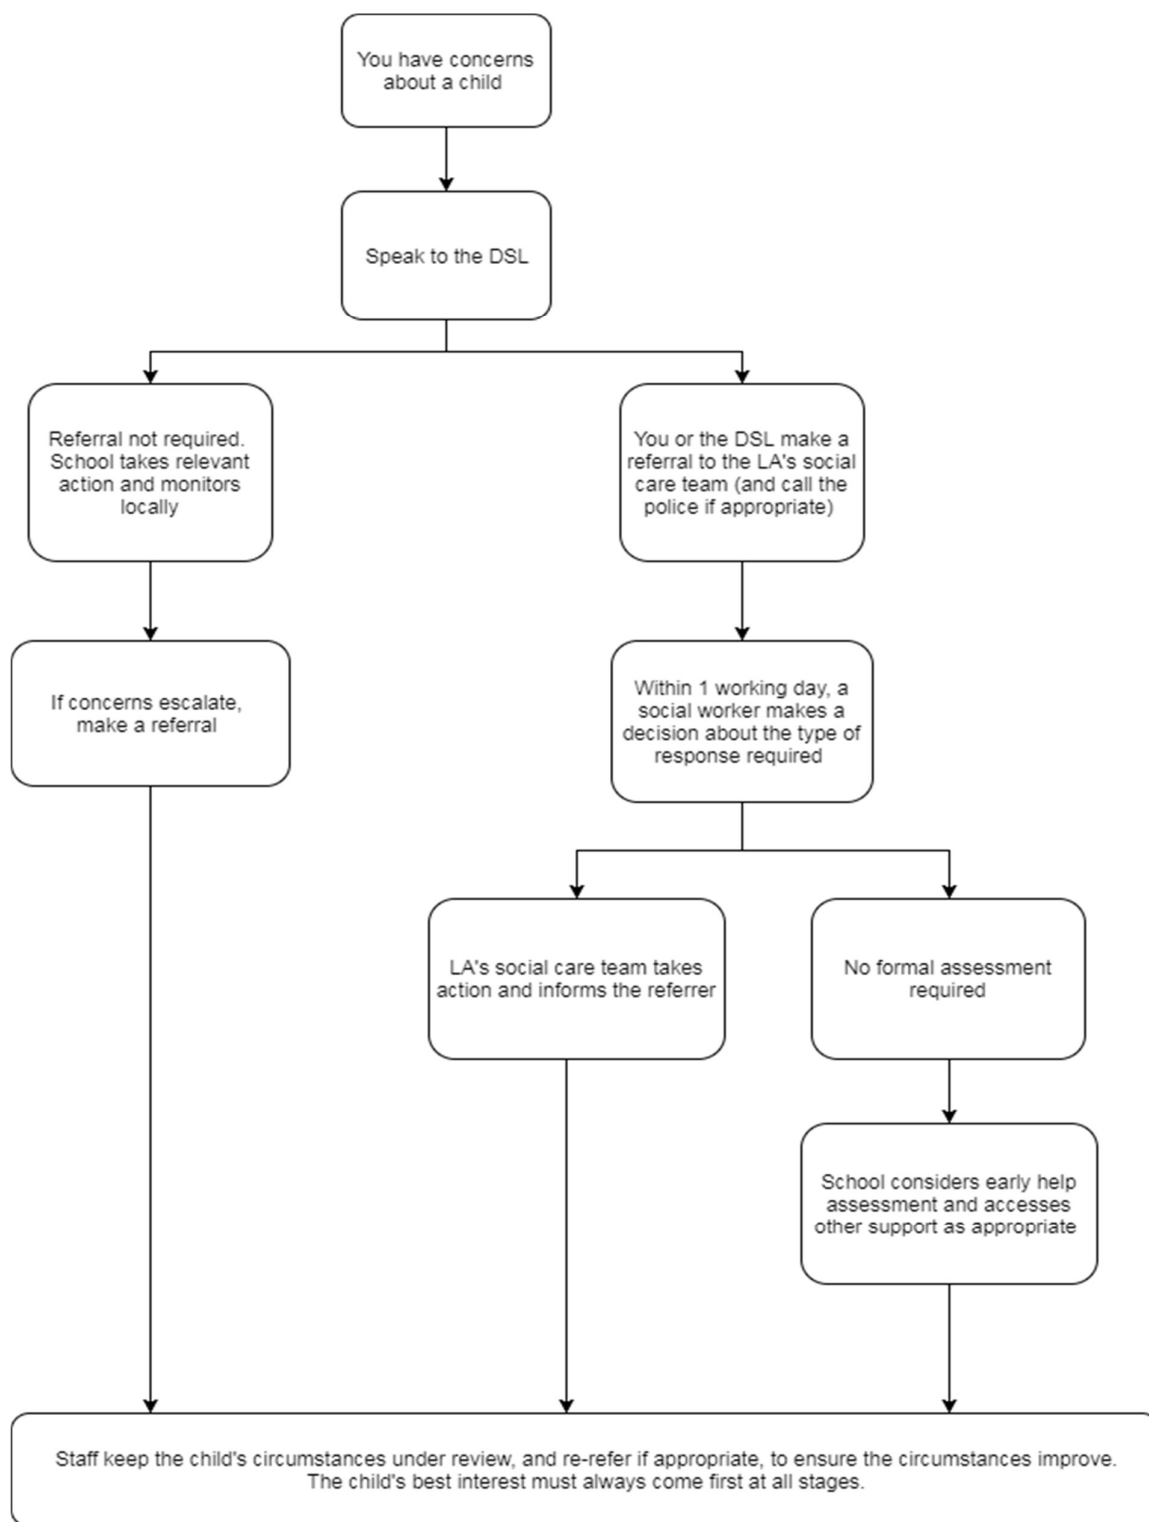 You have concerns
about a child
Speak to the DSL
Referral not required.
School takes relevant
action and monitors
locally
You or the DSL make a
referral to the LA's social
care team (and call the
police if appropriate)
If concerns escalate,
make a referral
Within 1 working day, a
social worker makes a
decision about the type of
response required
LA's social care team takes
action and informs the referrer
No formal assessment
required
School considers early help
assessment and accesses
other support as appropriate
Staff keep the child's circumstances under review, and re-refer if appropriate, to ensure the circumstances improve.
The child's best interest must always come first at all stages.